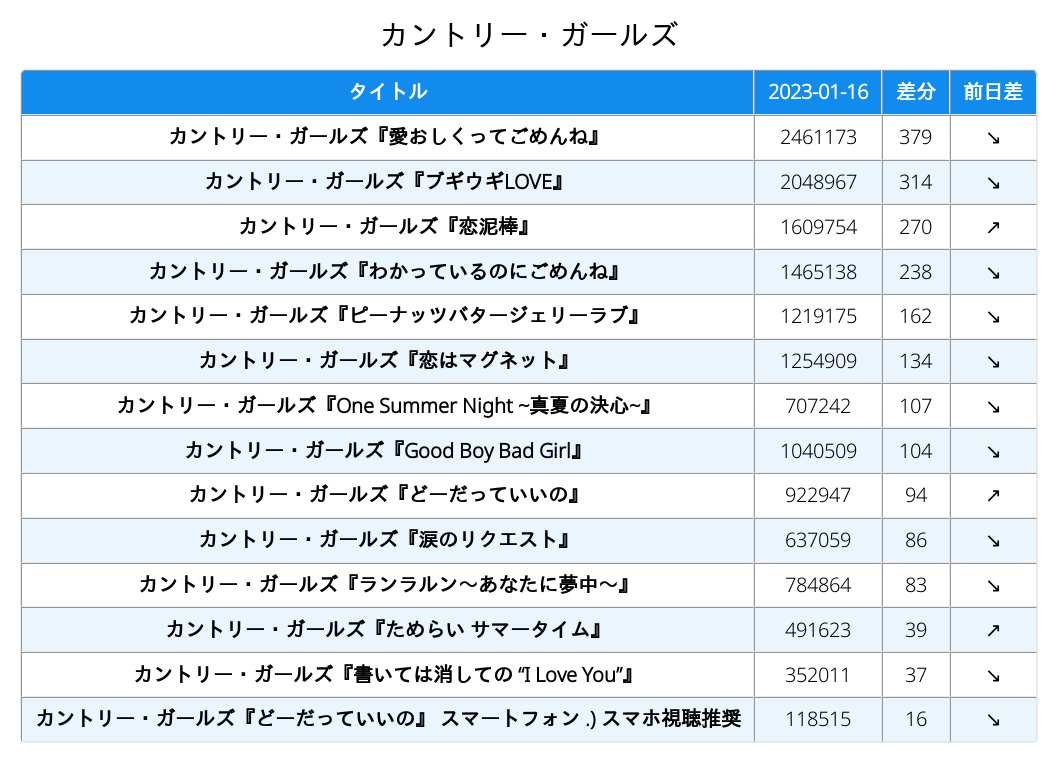 カントリー・ガールズ
タイトル 2023-01-16 差分 前日差
カントリー・ガールズ『愛おしくってごめんね』 2461173 379 ↘
カントリー・ガールズ『ブギウギLOVE』 2048967 314 ↘
カントリー・ガールズ『恋泥棒』 1609754 270 ↗
カントリー・ガールズ『わかっているのにごめんね』 1465138 238 ↘
カントリー・ガールズ『ピーナッツバタージェリーラブ』 1219175 162 ↘
カントリー・ガールズ『恋はマグネット』 1254909 134 ↘
カントリー・ガールズ『One Summer Night ~真夏の決心~』 707242 107 ↘
カントリー・ガールズ『Good Boy Bad Girl』 1040509 104 ↘
カントリー・ガールズ『どーだっていいの』 922947 94 ↗
カントリー・ガールズ『涙のリクエスト』 637059 86 ↘
カントリー・ガールズ『ランラルン〜あなたに夢中〜』 784864 83 ↘
カントリー・ガールズ『ためらい サマータイム』 491623 39 ↗
カントリー・ガールズ『書いては消しての “I Love You”』 352011 37 ↘
カントリー・ガールズ『どーだっていいの』 スマートフォン .) スマホ視聴推奨 118515 16 ↘